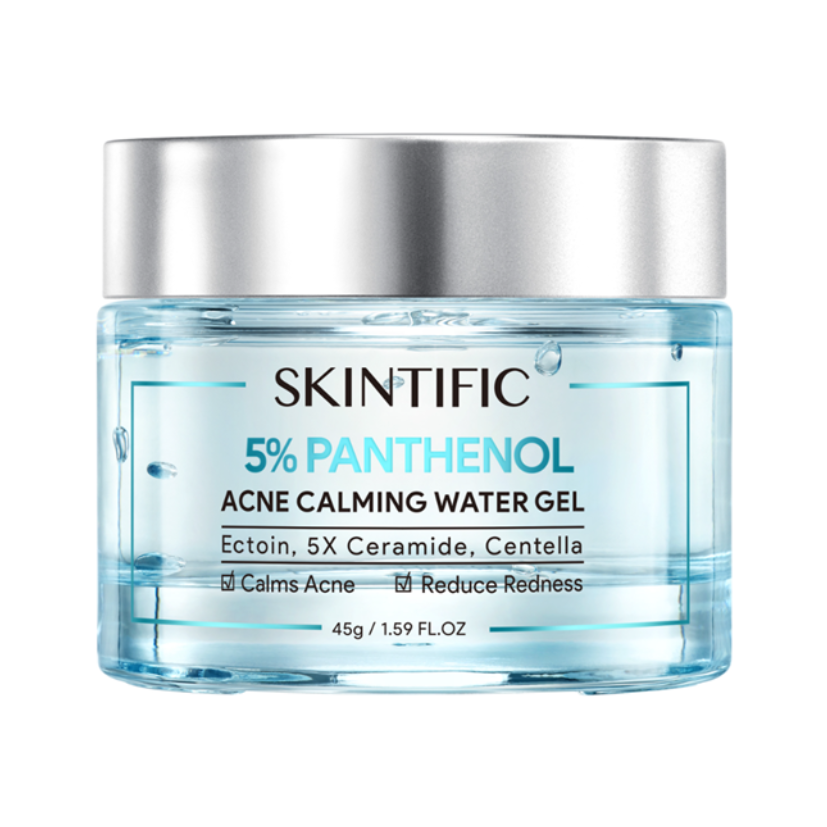 SKINTIFIC
5% PANTHENOL
ACNE CALMING WATER GEL
Ectoin, 5X Ceramide, Centella
☑ Calms Acne ☑ Reduce Redness
45g / 1.59 FL.OZ